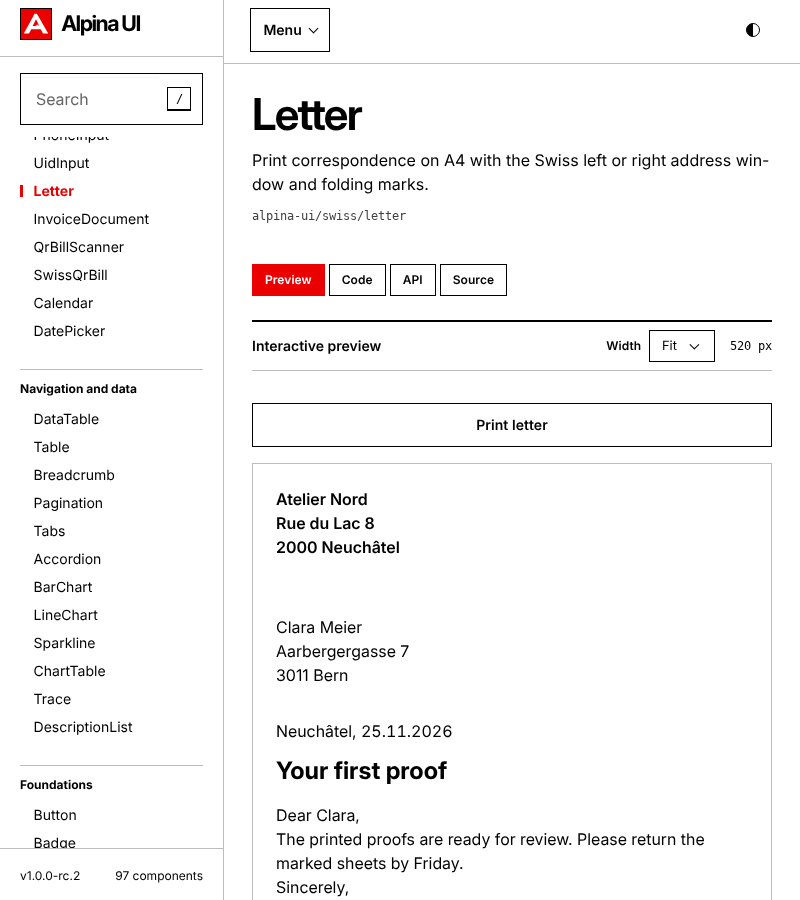 Alpina UI
Search
/
PhoneInput
UidInput
Letter
InvoiceDocument
QrBillScanner
SwissQrBill
Calendar
DatePicker
Navigation and data
DataTable
Table
Breadcrumb
Pagination
Tabs
Accordion
BarChart
LineChart
Sparkline
ChartTable
Trace
DescriptionList
Foundations
Button
Badge
v1.0.0-rc.2 97 components
Menu
Letter
Print correspondence on A4 with the Swiss left or right address win-
dow and folding marks.
alpina-ui/swiss/letter
Preview Code API Source
Interactive preview Width Fit 520 px
Print letter
Atelier Nord
Rue du Lac 8
2000 Neuchâtel
Clara Meier
Aarbergergasse 7
3011 Bern
Neuchâtel, 25.11.2026
Your first proof
Dear Clara,
The printed proofs are ready for review. Please return the
marked sheets by Friday.
Sincerely,